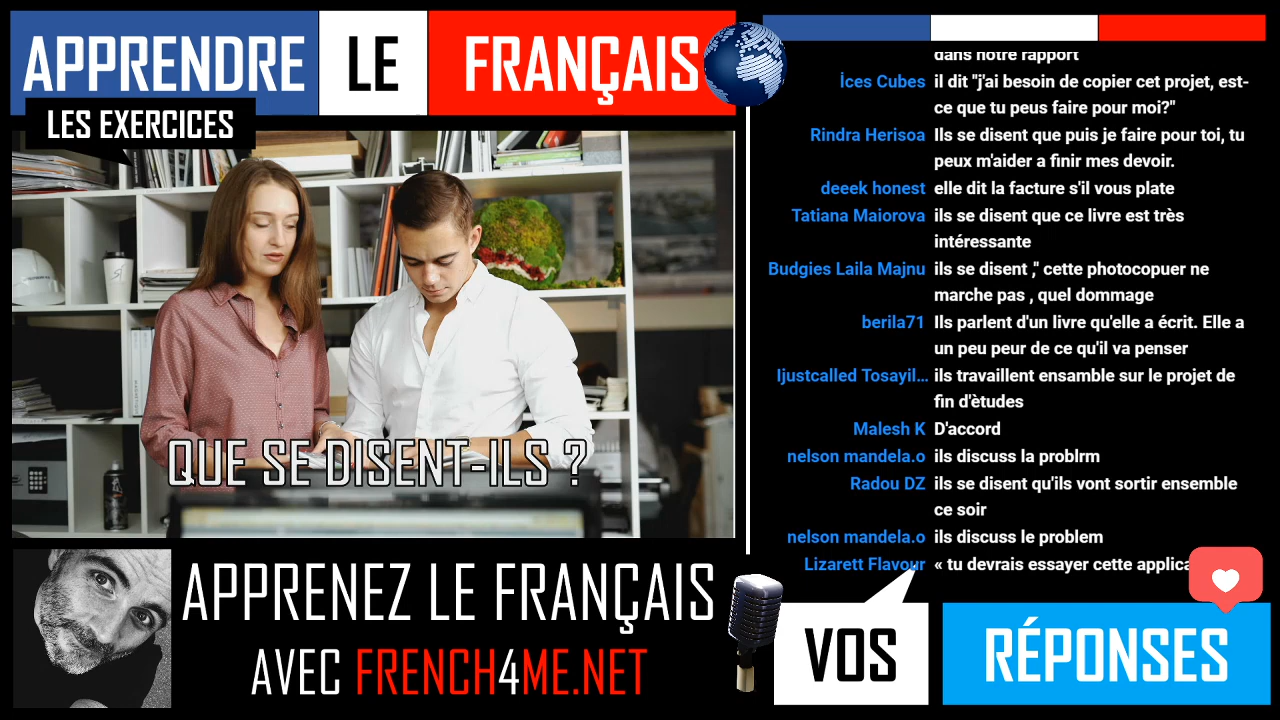 APPRENDRE LE FRANÇAIS
LES EXERCICES
QUE SE DISENT-ILS ?
APPRENEZ LE FRANÇAIS
AVEC FRENCH4ME.NET
dans notre rapport
İces Cubes il dit "j'ai besoin de copier cet projet, est-
ce que tu peus faire pour moi?"
Rindra Herisoa Ils se disent que puis je faire pour toi, tu
peux m'aider a finir mes devoir.
deeek honest elle dit la facture s'il vous plate
Tatiana Maiorova ils se disent que ce livre est très
intéressante
Budgies Laila Majnu ils se disent ," cette photocopuer ne
marche pas , quel dommage
berila71 Ils parlent d'un livre qu'elle a écrit. Elle a
un peu peur de ce qu'il va penser
Ijustcalled Tosayil… ils travaillent ensamble sur le projet de
fin d'ètudes
Malesh K D'accord
nelson mandela.o ils discuss la problrm
Radou DZ ils se disent qu'ils vont sortir ensemble
ce soir
nelson mandela.o ils discuss le problem
Lizarett Flavour « tu devrais essayer cette applica
VOS RÉPONSES